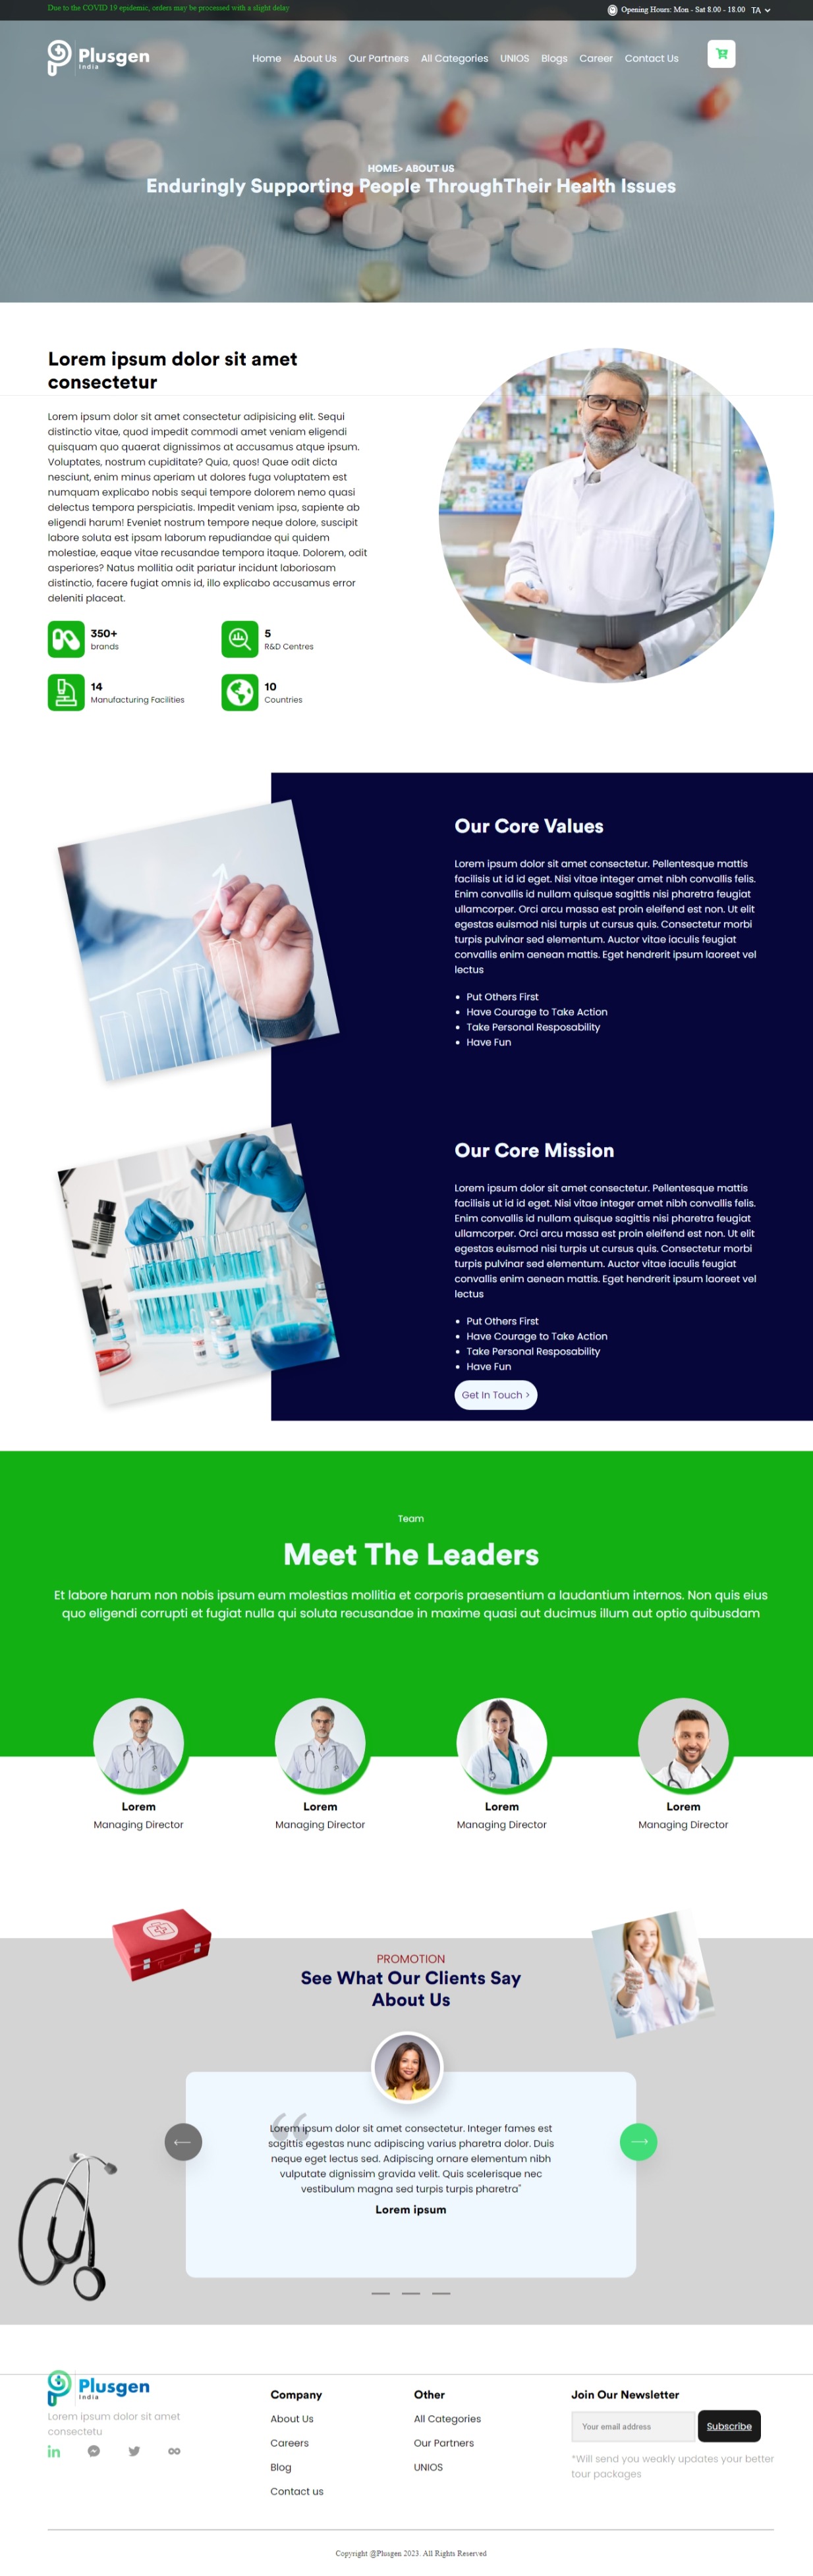 Due to the COVID 19 epidemic, orders may be processed with a slight delay
Opening Hours: Mon - Sat 8.00 - 18.00 TA
Plusgen
India
Home About Us Our Partners All Categories UNIOS Blogs Career Contact Us
HOME> ABOUT US
Enduringly Supporting People ThroughTheir Health Issues
Lorem ipsum dolor sit amet
consectetur
Lorem ipsum dolor sit amet consectetur adipisicing elit. Sequi
distinctio vitae, quod impedit commodi amet veniam eligendi
quisquam quo quaerat dignissimos at accusamus atque ipsum.
Voluptates, nostrum cupiditate? Quia, quos! Quae odit dicta
nesciunt, enim minus aperiam ut dolores fuga voluptatem est
numquam explicabo nobis sequi tempore dolorem nemo quasi
delectus tempora perspiciatis. Impedit veniam ipsa, sapiente ab
eligendi harum! Eveniet nostrum tempore neque dolore, suscipit
labore soluta est ipsam laborum repudiandae qui quidem
molestiae, eaque vitae recusandae tempora itaque. Dolorem, odit
asperiores? Natus mollitia odit pariatur incidunt laboriosam
distinctio, facere fugiat omnis id, illo explicabo accusamus error
deleniti placeat.
350+
brands
5
R&D Centres
14
Manufacturing Facilities
10
Countries
Our Core Values
Lorem ipsum dolor sit amet consectetur. Pellentesque mattis
facilisis ut id id eget. Nisi vitae integer amet nibh convallis felis.
Enim convallis id nullam quisque sagittis nisi pharetra feugiat
ullamcorper. Orci arcu massa est proin eleifend est non. Ut elit
egestas euismod nisi turpis ut cursus quis. Consectetur morbi
turpis pulvinar sed elementum. Auctor vitae iaculis feugiat
convallis enim aenean mattis. Eget hendrerit ipsum laoreet vel
lectus
• Put Others First
• Have Courage to Take Action
• Take Personal Resposability
• Have Fun
Our Core Mission
Lorem ipsum dolor sit amet consectetur. Pellentesque mattis
facilisis ut id id eget. Nisi vitae integer amet nibh convallis felis.
Enim convallis id nullam quisque sagittis nisi pharetra feugiat
ullamcorper. Orci arcu massa est proin eleifend est non. Ut elit
egestas euismod nisi turpis ut cursus quis. Consectetur morbi
turpis pulvinar sed elementum. Auctor vitae iaculis feugiat
convallis enim aenean mattis. Eget hendrerit ipsum laoreet vel
lectus
• Put Others First
• Have Courage to Take Action
• Take Personal Resposability
• Have Fun
Get In Touch >
Team
Meet The Leaders
Et labore harum non nobis ipsum eum molestias mollitia et corporis praesentium a laudantium internos. Non quis eius
quo eligendi corrupti et fugiat nulla qui soluta recusandae in maxime quasi aut ducimus illum aut optio quibusdam
Lorem
Managing Director
Lorem
Managing Director
Lorem
Managing Director
Lorem
Managing Director
PROMOTION
See What Our Clients Say
About Us
“
Lorem ipsum dolor sit amet consectetur. Integer fames est
sagittis egestas nunc adipiscing varius pharetra dolor. Duis
neque eget lectus sed. Adipiscing ornare elementum nibh
vulputate dignissim gravida velit. Quis scelerisque nec
vestibulum magna sed turpis turpis pharetra"
Lorem ipsum
Plusgen
India
Lorem ipsum dolor sit amet
consectetu
Company
About Us
Careers
Blog
Contact us
Other
All Categories
Our Partners
UNIOS
Join Our Newsletter
Your email address
Subscribe
*Will send you weakly updates your better
tour packages
Copyright @Plusgen 2023. All Rights Reserved